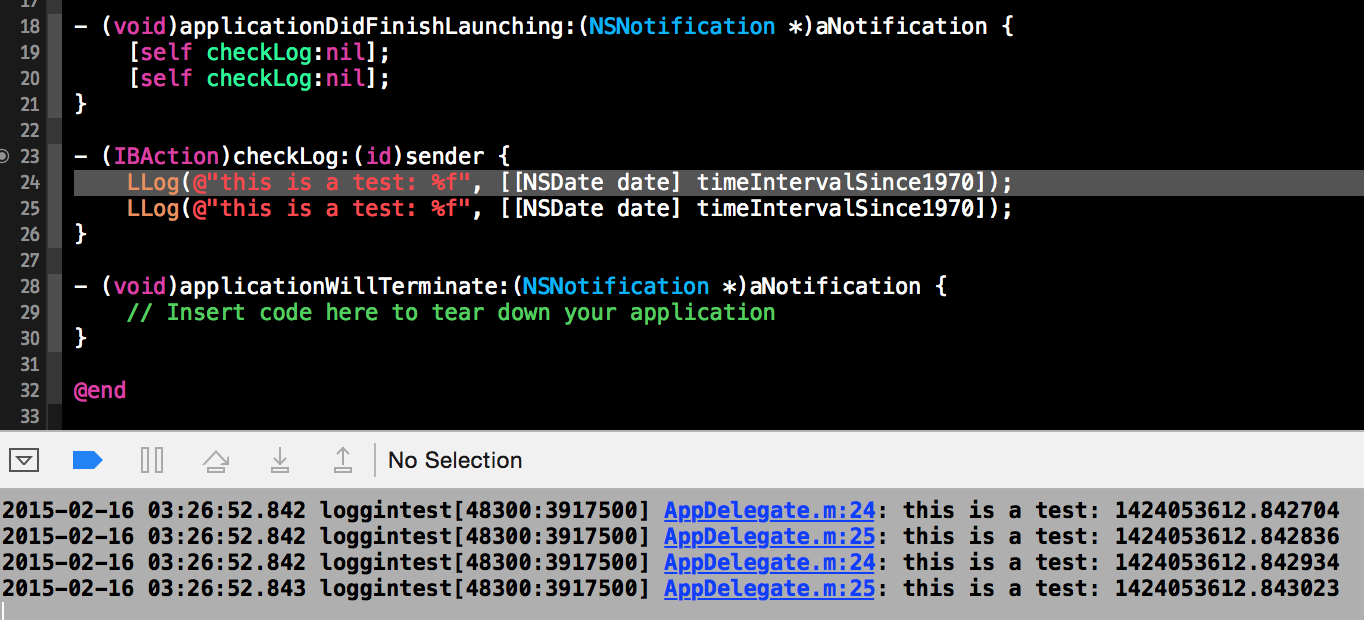 17
18 - (void)applicationDidFinishLaunching:(NSNotification *)aNotification {
19     [self checkLog:nil];
20     [self checkLog:nil];
21 }
22
23 - (IBAction)checkLog:(id)sender {
24     LLog(@"this is a test: %f", [[NSDate date] timeIntervalSince1970]);
25     LLog(@"this is a test: %f", [[NSDate date] timeIntervalSince1970]);
26 }
27
28 - (void)applicationWillTerminate:(NSNotification *)aNotification {
29     // Insert code here to tear down your application
30 }
31
32 @end
33
No Selection
2015-02-16 03:26:52.842 loggintest[48300:3917500] AppDelegate.m:24: this is a test: 1424053612.842704
2015-02-16 03:26:52.842 loggintest[48300:3917500] AppDelegate.m:25: this is a test: 1424053612.842836
2015-02-16 03:26:52.842 loggintest[48300:3917500] AppDelegate.m:24: this is a test: 1424053612.842934
2015-02-16 03:26:52.843 loggintest[48300:3917500] AppDelegate.m:25: this is a test: 1424053612.843023